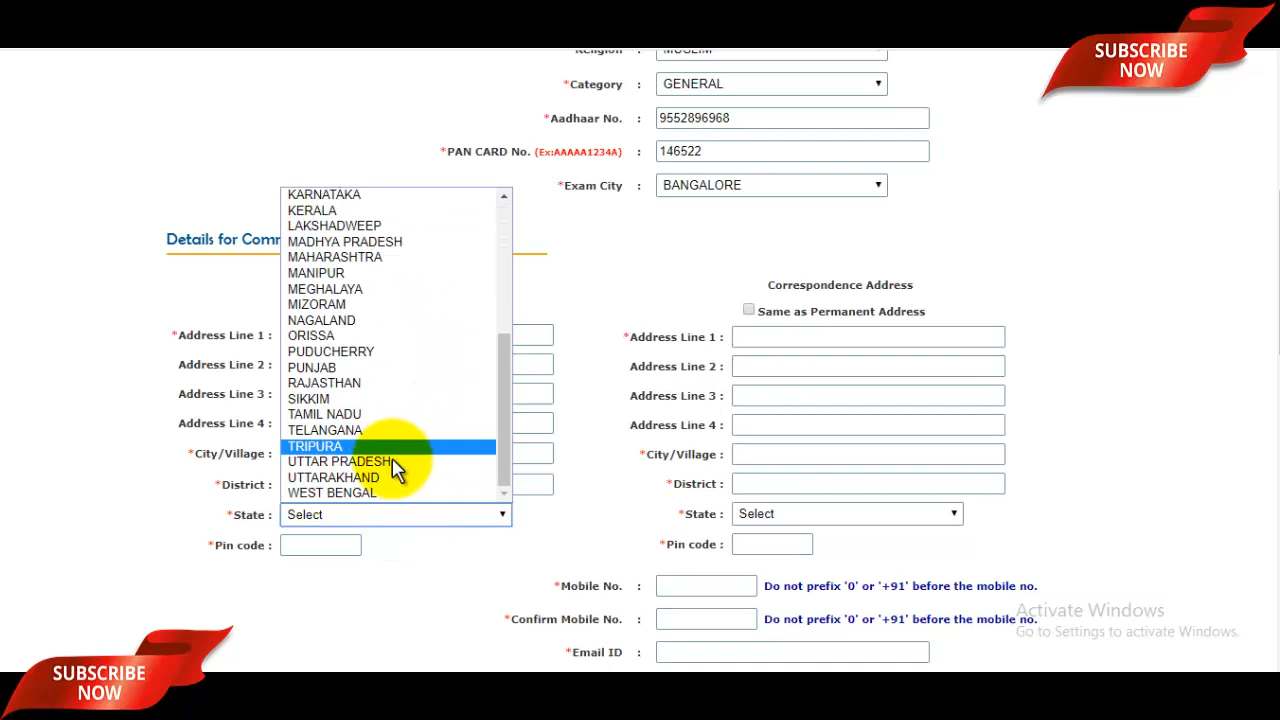 SUBSCRIBE
NOW
Religion : MUSLIM
*Category : GENERAL
*Aadhaar No. : 9552896968
*PAN CARD No. (Ex:AAAAA1234A) : 146522
*Exam City : BANGALORE
KARNATAKA
KERALA
LAKSHADWEEP
MADHYA PRADESH
MAHARASHTRA
MANIPUR
MEGHALAYA
MIZORAM
NAGALAND
ORISSA
PUDUCHERRY
PUNJAB
RAJASTHAN
SIKKIM
TAMIL NADU
TELANGANA
TRIPURA
UTTAR PRADESH
UTTARAKHAND
WEST BENGAL
Details for Comm
*Address Line 1 :
Address Line 2 :
Address Line 3 :
Address Line 4 :
*City/Village :
*District :
*State : Select
*Pin code :
Correspondence Address
Same as Permanent Address
*Address Line 1 :
Address Line 2 :
Address Line 3 :
Address Line 4 :
*City/Village :
*District :
*State : Select
*Pin code :
*Mobile No. : Do not prefix '0' or '+91' before the mobile no.
*Confirm Mobile No. : Do not prefix '0' or '+91' before the mobile no.
*Email ID :
Activate Windows
Go to Settings to activate Windows.
SUBSCRIBE
NOW